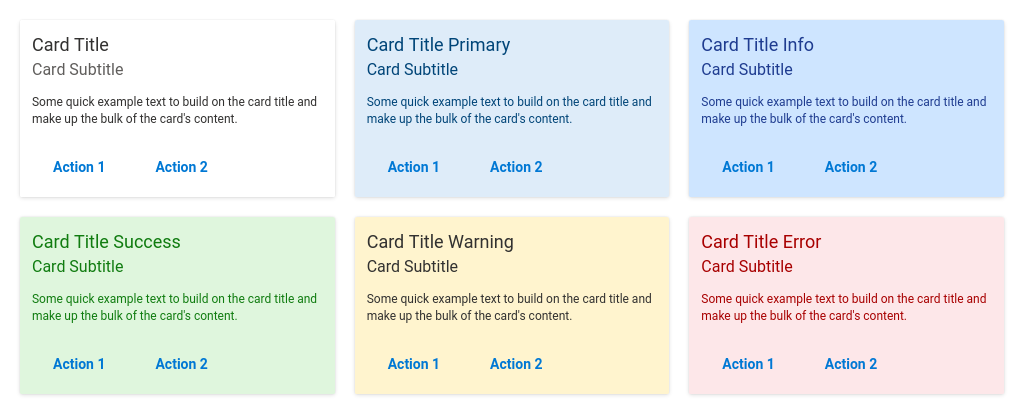 Card Title
Card Subtitle
Some quick example text to build on the card title and
make up the bulk of the card's content.
Action 1 Action 2
Card Title Primary
Card Subtitle
Some quick example text to build on the card title and
make up the bulk of the card's content.
Action 1 Action 2
Card Title Info
Card Subtitle
Some quick example text to build on the card title and
make up the bulk of the card's content.
Action 1 Action 2
Card Title Success
Card Subtitle
Some quick example text to build on the card title and
make up the bulk of the card's content.
Action 1 Action 2
Card Title Warning
Card Subtitle
Some quick example text to build on the card title and
make up the bulk of the card's content.
Action 1 Action 2
Card Title Error
Card Subtitle
Some quick example text to build on the card title and
make up the bulk of the card's content.
Action 1 Action 2